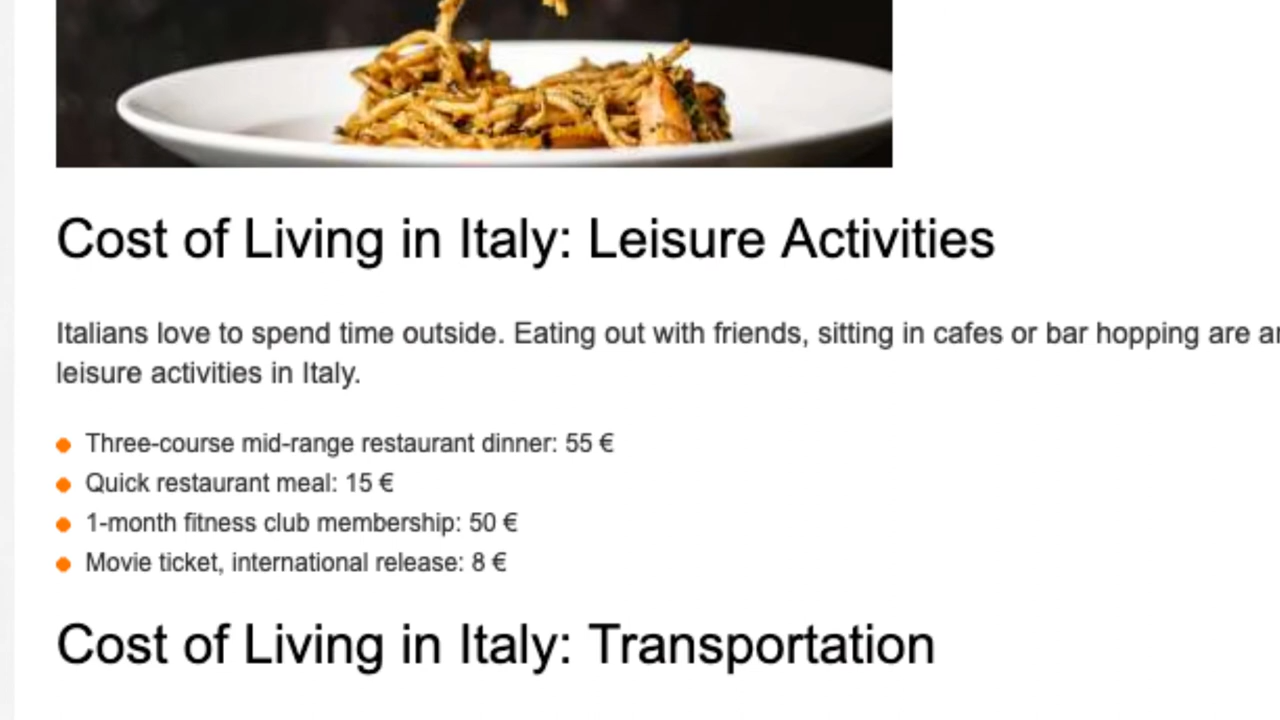 Cost of Living in Italy: Leisure Activities
Italians love to spend time outside. Eating out with friends, sitting in cafes or bar hopping are
leisure activities in Italy.
Three-course mid-range restaurant dinner: 55 €
Quick restaurant meal: 15 €
1-month fitness club membership: 50 €
Movie ticket, international release: 8 €
Cost of Living in Italy: Transportation